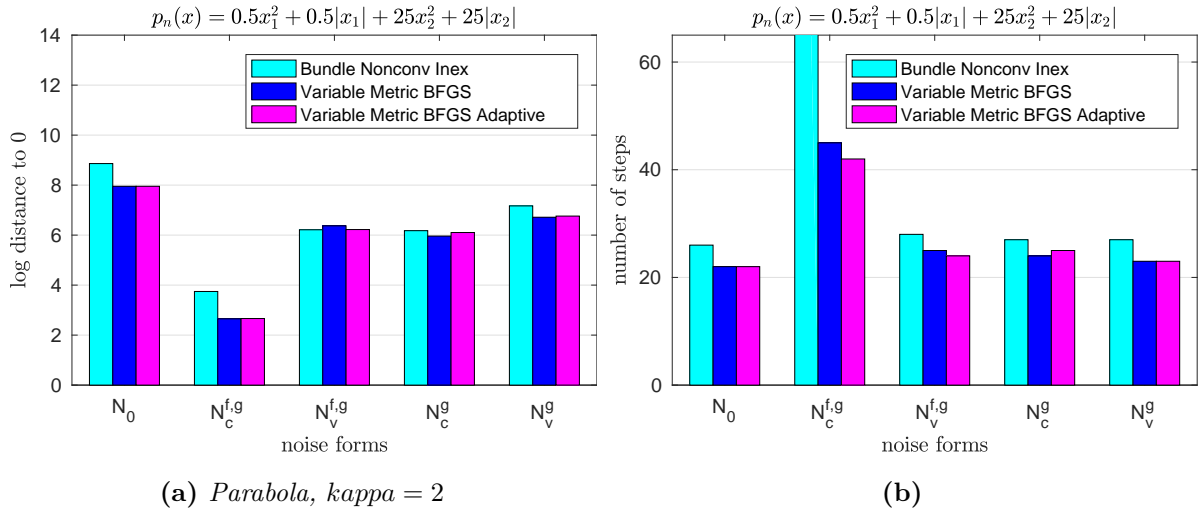 p_n(x) = 0.5x_1^2 + 0.5|x_1| + 25x_2^2 + 25|x_2|
14
12
10
8
6
4
2
0
log distance to 0
Bundle Nonconv Inex
Variable Metric BFGS
Variable Metric BFGS Adaptive
N_0 N_c^{f,g} N_v^{f,g} N_c^g N_v^g
noise forms
(a) Parabola, kappa = 2
p_n(x) = 0.5x_1^2 + 0.5|x_1| + 25x_2^2 + 25|x_2|
60
40
20
0
number of steps
Bundle Nonconv Inex
Variable Metric BFGS
Variable Metric BFGS Adaptive
N_0 N_c^{f,g} N_v^{f,g} N_c^g N_v^g
noise forms
(b)